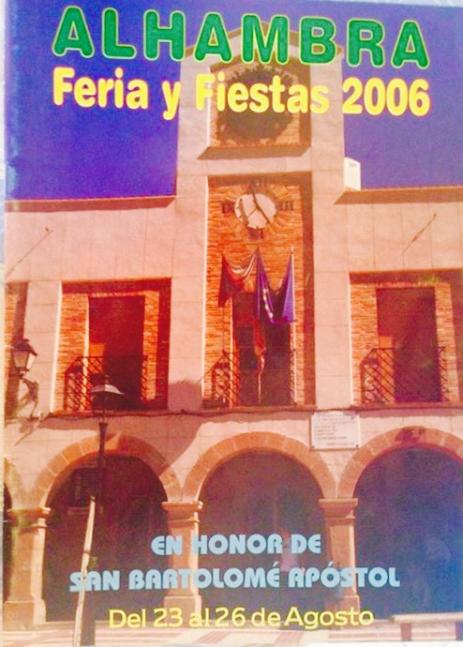 ALHAMBRA
Feria y Fiestas 2006
EN HONOR DE
SAN BARTOLOMÉ APÓSTOL
Del 23 al 26 de Agosto